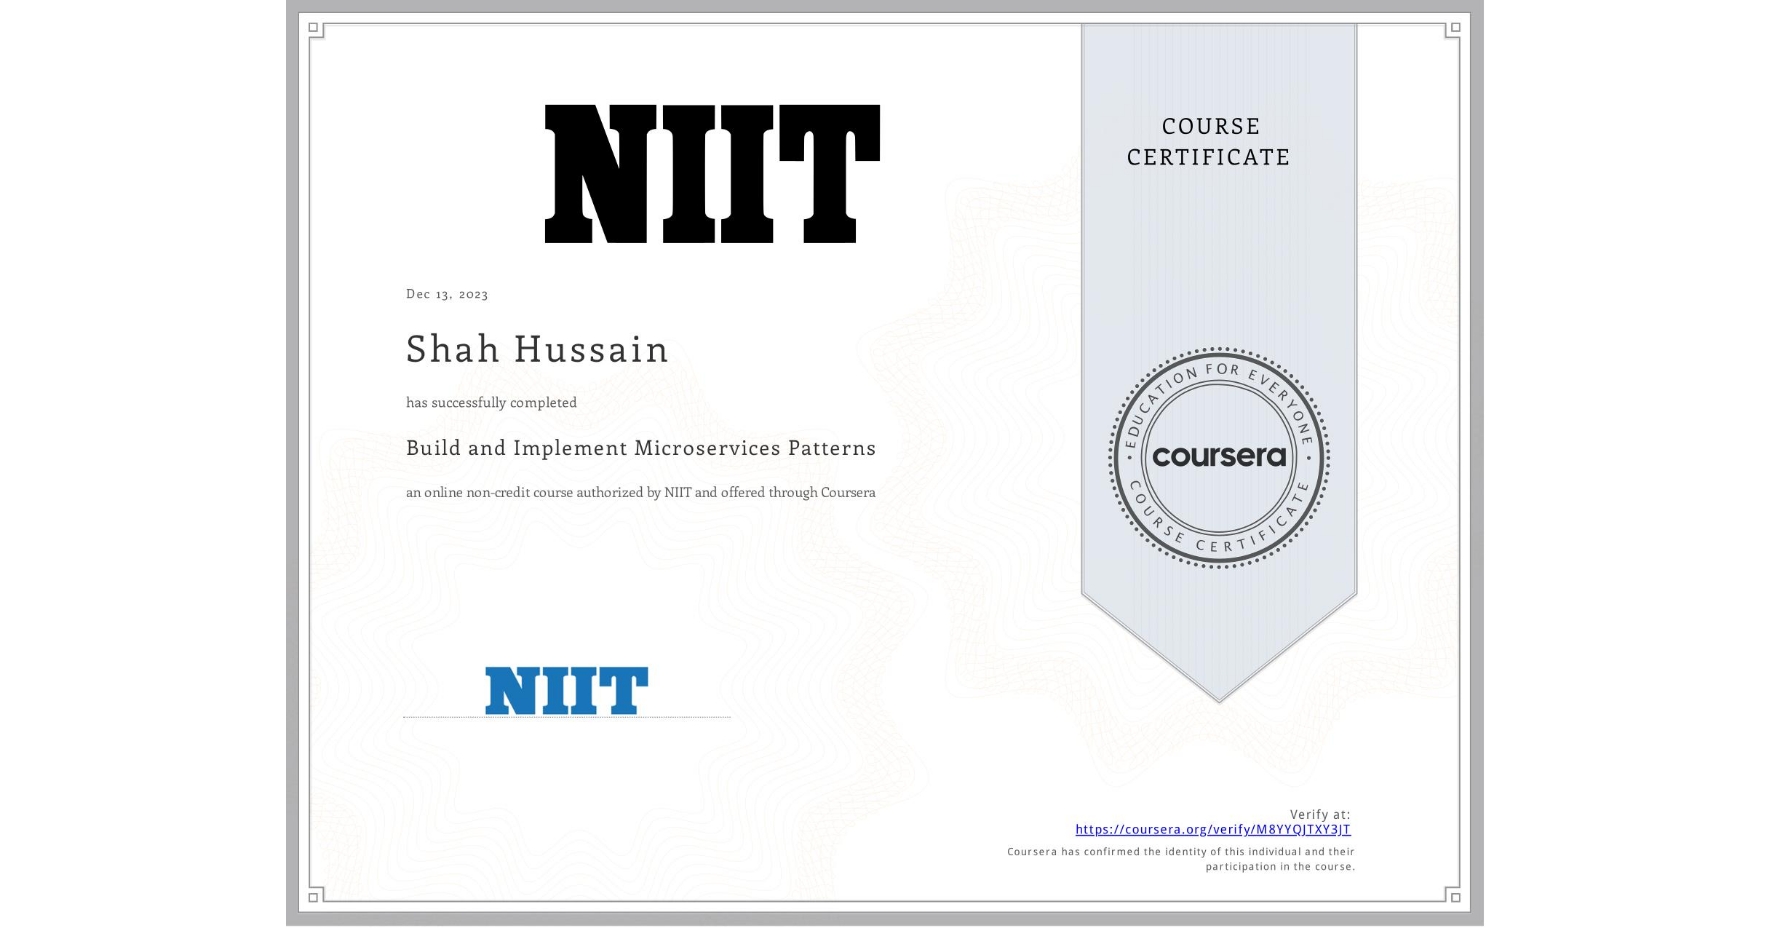 NIIT
COURSE
CERTIFICATE
Dec 13, 2023
Shah Hussain
has successfully completed
Build and Implement Microservices Patterns
an online non-credit course authorized by NIIT and offered through Coursera
EDUCATION FOR EVERYONE
coursera
COURSE CERTIFICATE
NIIT
Verify at:
https://coursera.org/verify/M8YYQJTXY3JT
Coursera has confirmed the identity of this individual and their
participation in the course.